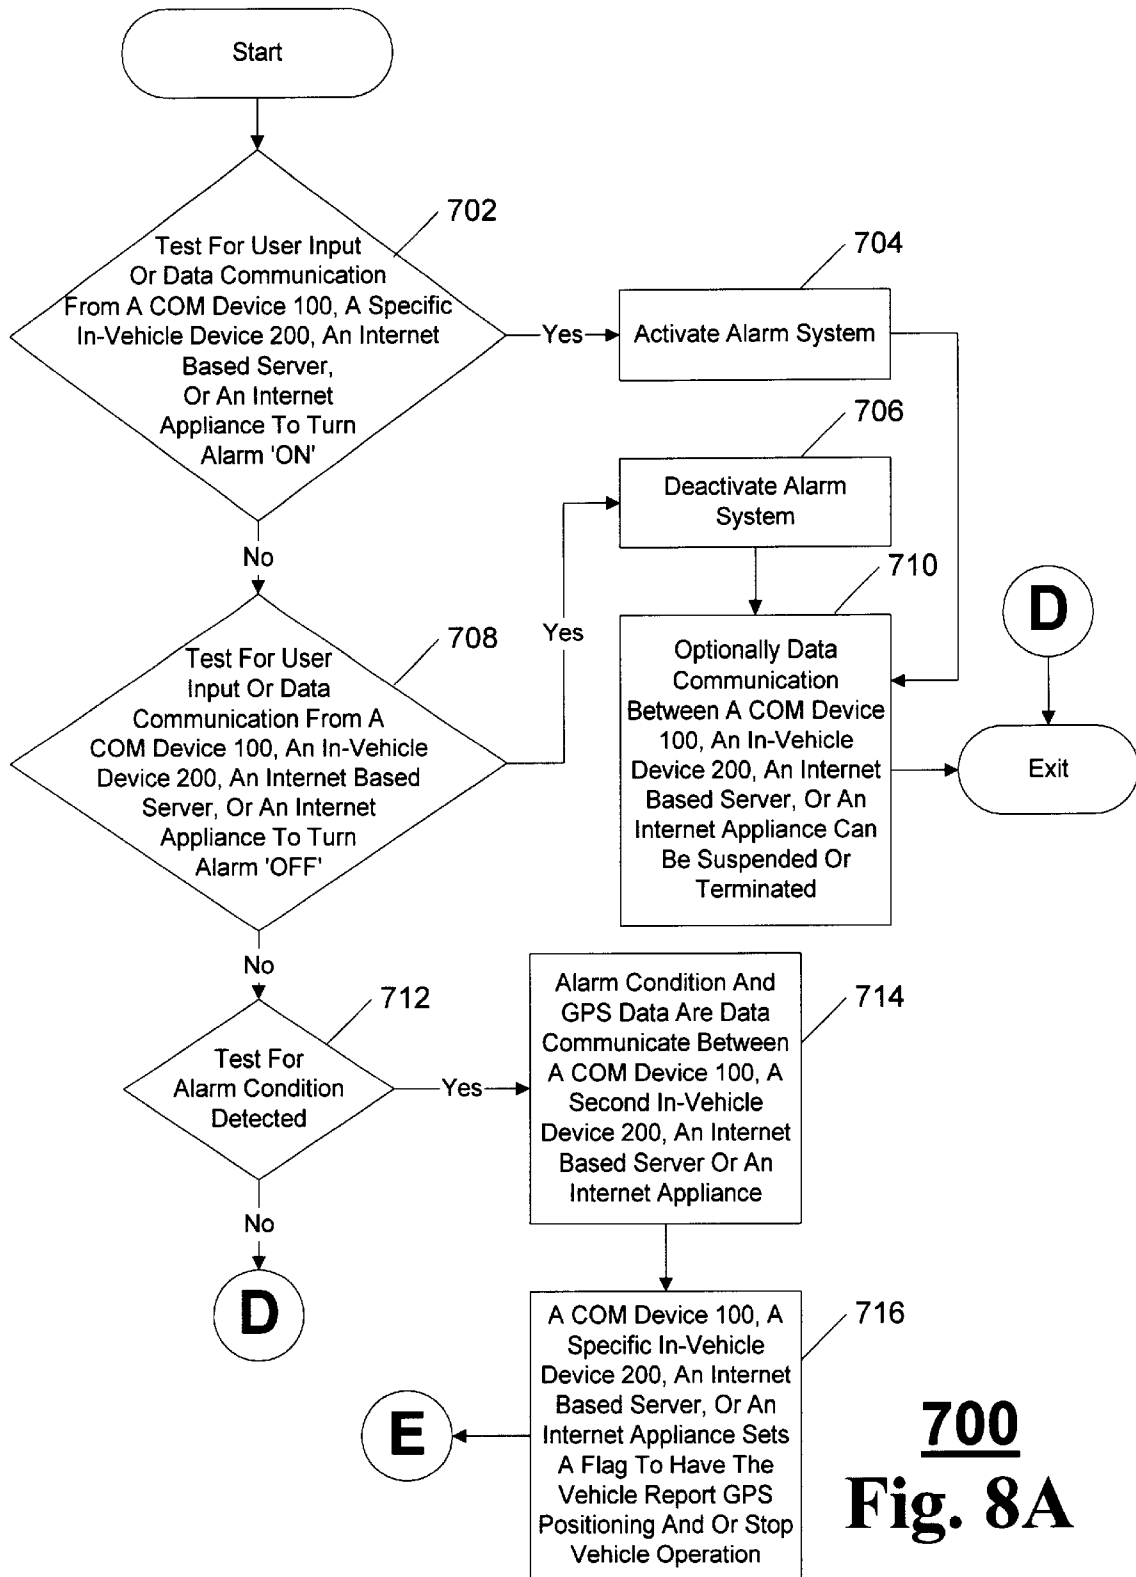 Start
702
Test For User Input
Or Data Communication
From A COM Device 100, A Specific
In-Vehicle Device 200, An Internet
Based Server,
Or An Internet
Appliance To Turn
Alarm 'ON'
Yes
704
Activate Alarm System
706
Deactivate Alarm
System
No
708
Test For User
Input Or Data
Communication From A
COM Device 100, An In-Vehicle
Device 200, An Internet Based
Server, Or An Internet
Appliance To Turn
Alarm 'OFF'
Yes
710
Optionally Data
Communication
Between A COM Device
100, An In-Vehicle
Device 200, An Internet
Based Server, Or An
Internet Appliance Can
Be Suspended Or
Terminated
D
Exit
No
712
Test For
Alarm Condition
Detected
Yes
714
Alarm Condition And
GPS Data Are Data
Communicate Between
A COM Device 100, A
Second In-Vehicle
Device 200, An Internet
Based Server Or An
Internet Appliance
No
D
716
A COM Device 100, A
Specific In-Vehicle
Device 200, An Internet
Based Server, Or An
Internet Appliance Sets
A Flag To Have The
Vehicle Report GPS
Positioning And Or Stop
Vehicle Operation
E
700
Fig. 8A